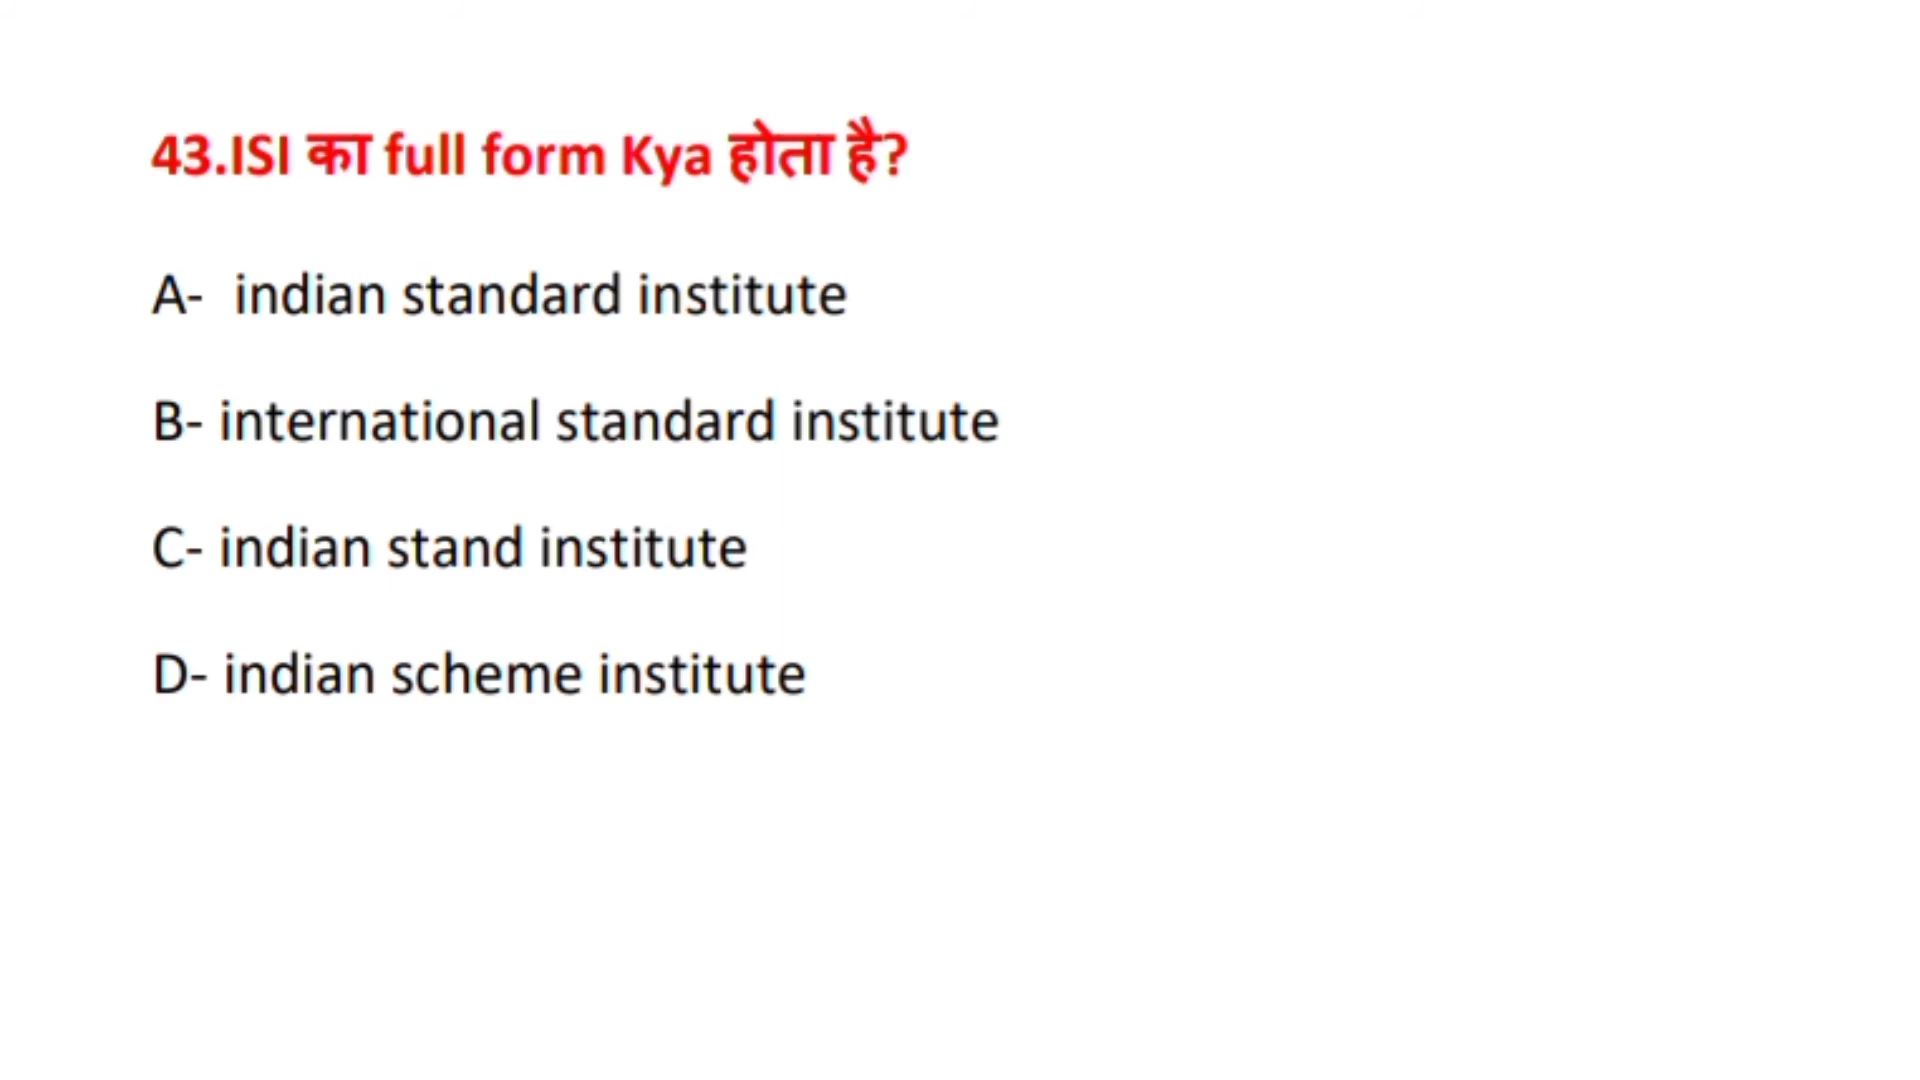 43.ISI का full form Kya होता है?
A-  indian standard institute
B- international standard institute
C- indian stand institute
D- indian scheme institute